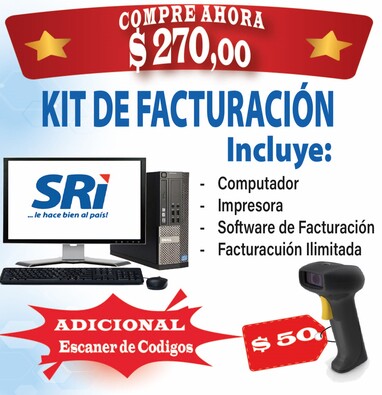 COMPRE AHORA
$ 270,00
KIT DE FACTURACIÓN
Incluye:
- Computador
- Impresora
- Software de Facturación
- Facturacuión Ilimitada
SRi
...le hace bien al país!
DELL
ADICIONAL
Escaner de Codigos
$ 50